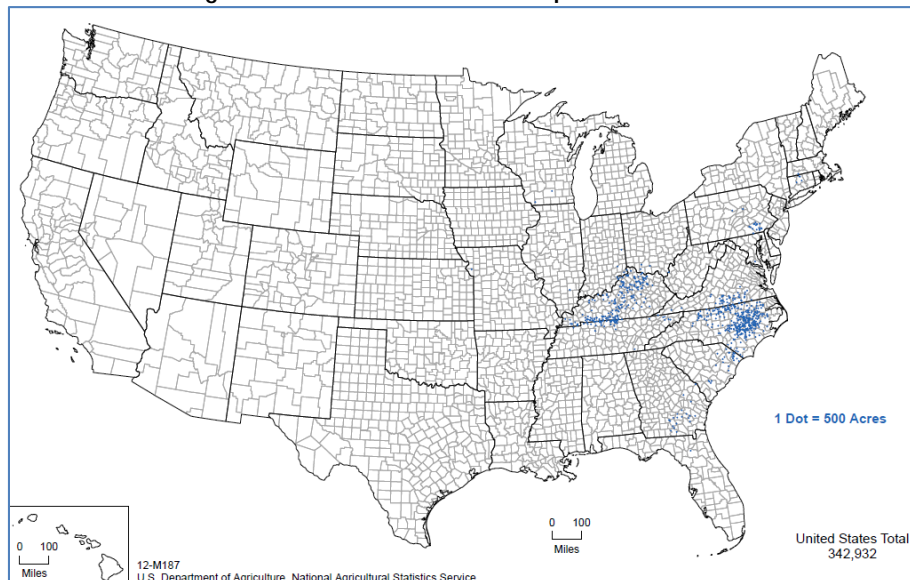 1 Dot = 500 Acres
0 100
Miles
United States Total
342,932
0 100
Miles
12-M187
U.S. Department of Agriculture, National Agricultural Statistics Service